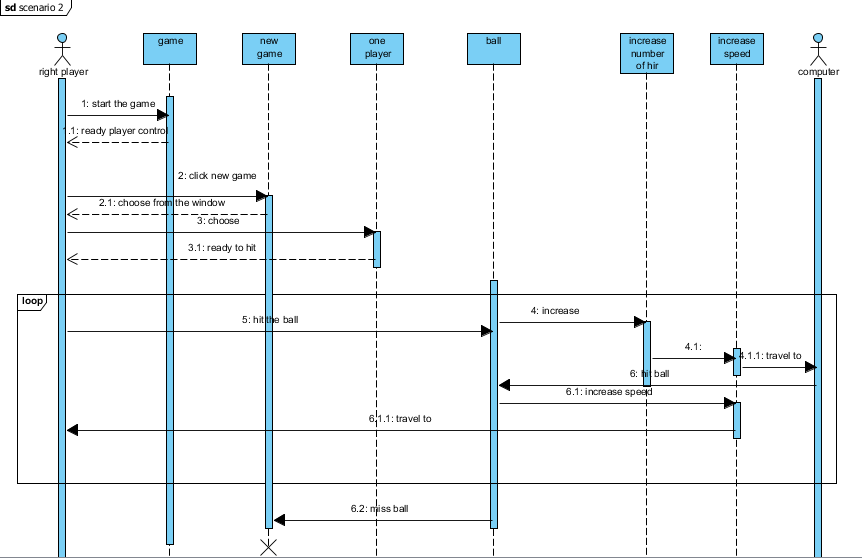 sd scenario 2
game
new
game
one
player
ball
increase
number
of hir
increase
speed
right player
computer
1: start the game
1.1: ready player control
2: click new game
2.1: choose from the window
3: choose
3.1: ready to hit
loop
4: increase
5: hit the ball
4.1:
4.1.1: travel to
6: hit ball
6.1: increase speed
6.1.1: travel to
6.2: miss ball